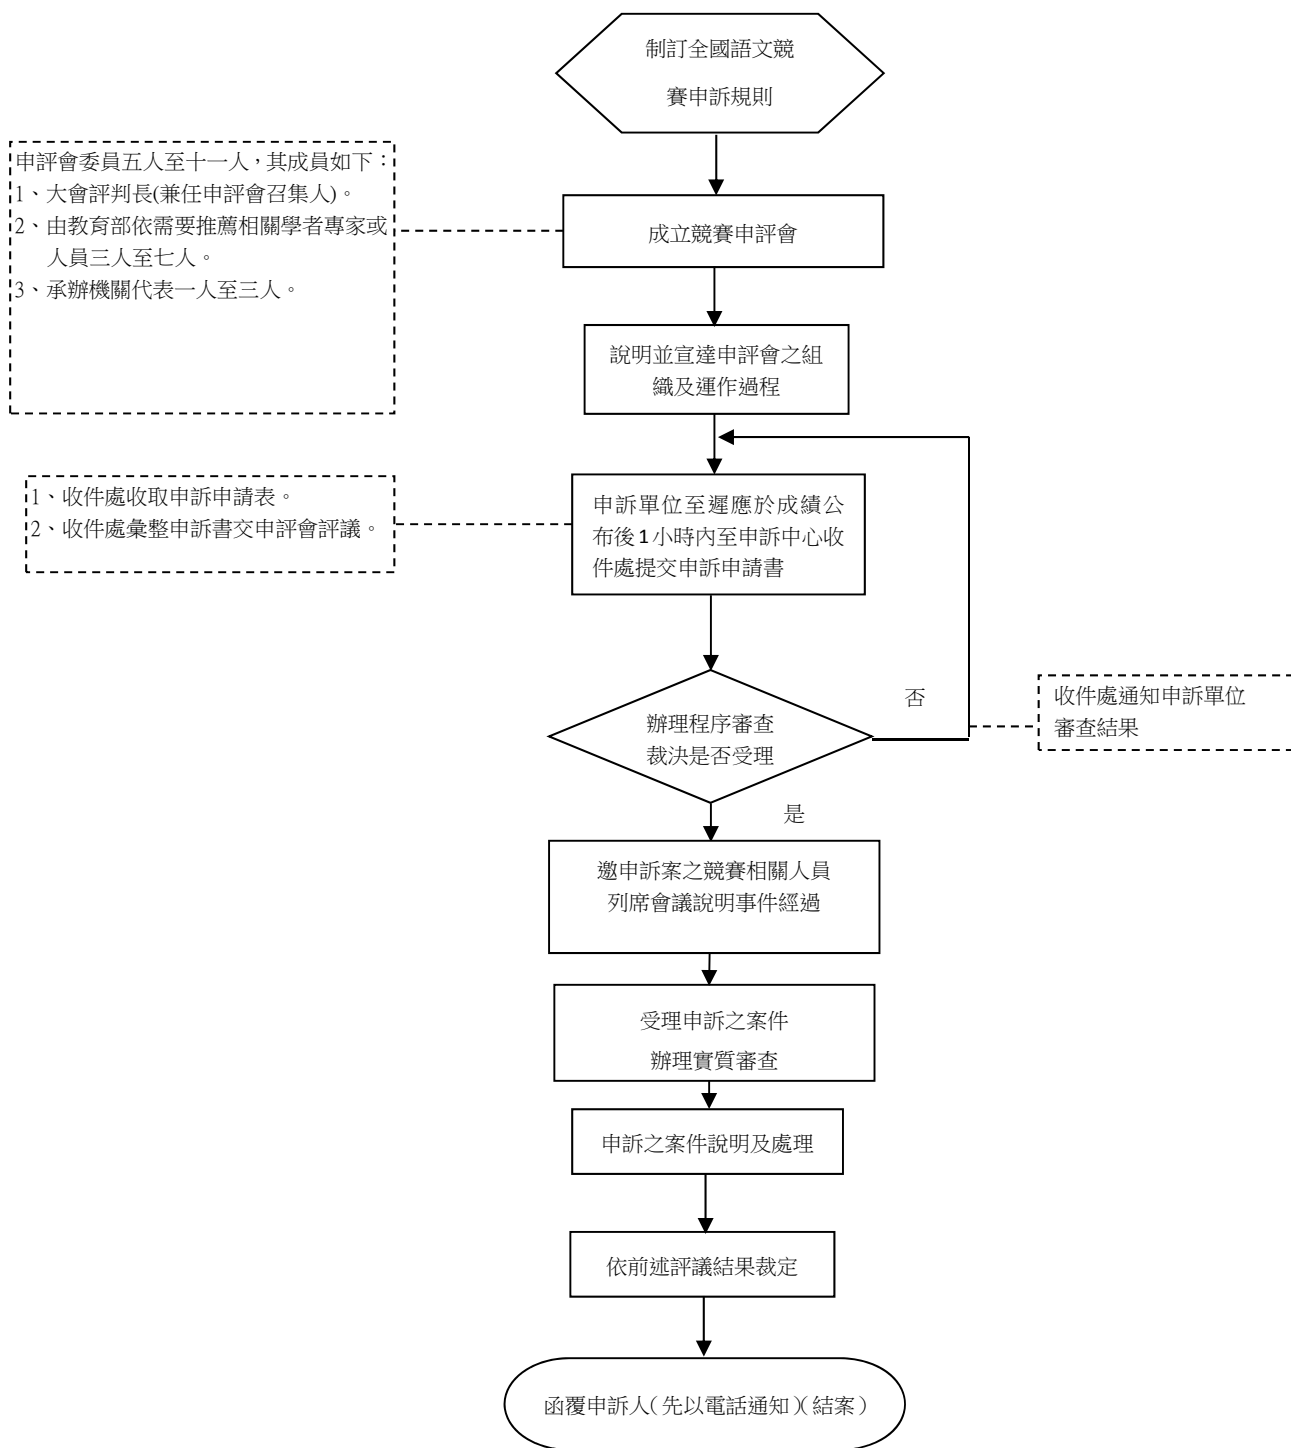 制訂全國語文競
賽申訴規則
申評會委員五人至十一人，其成員如下：
1、大會評判長(兼任申評會召集人)。
2、由教育部依需要推薦相關學者專家或
人員三人至七人。
3、承辦機關代表一人至三人。
成立競賽申評會
說明並宣達申評會之組
織及運作過程
1、收件處收取申訴申請表。
2、收件處彙整申訴書交申評會評議。
申訴單位至遲應於成績公
布後1小時內至申訴中心收
件處提交申訴申請書
辦理程序審查
裁決是否受理
否
收件處通知申訴單位
審查結果
是
邀申訴案之競賽相關人員
列席會議說明事件經過
受理申訴之案件
辦理實質審查
申訴之案件說明及處理
依前述評議結果裁定
函覆申訴人(先以電話通知)(結案)